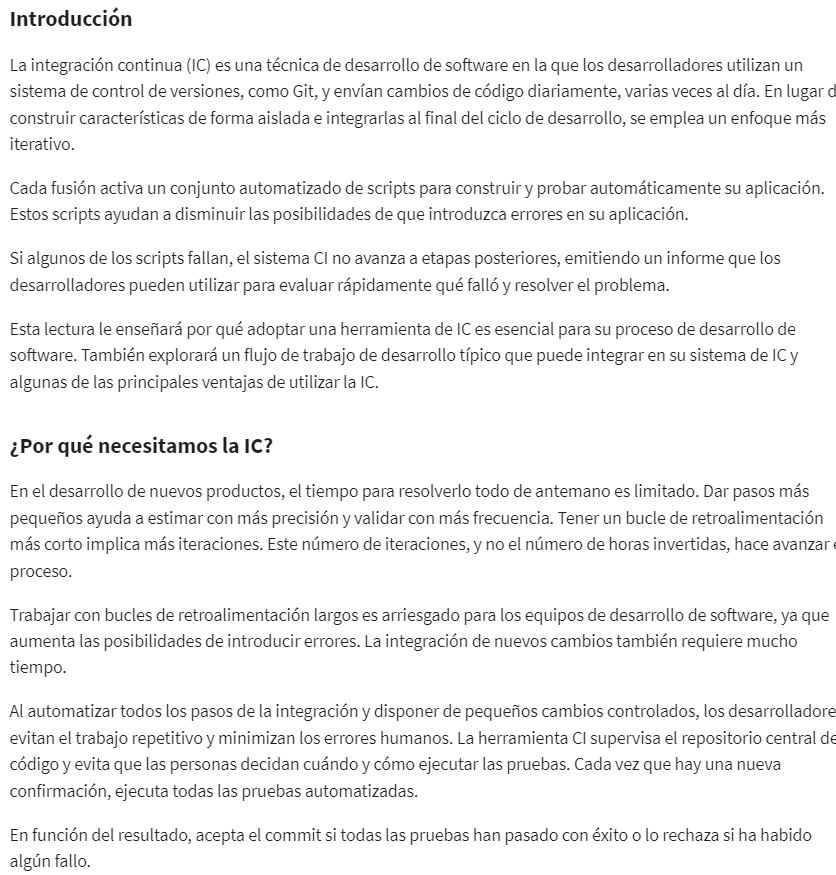 Introducción
La integración continua (IC) es una técnica de desarrollo de software en la que los desarrolladores utilizan un
sistema de control de versiones, como Git, y envían cambios de código diariamente, varias veces al día. En lugar d
construir características de forma aislada e integrarlas al final del ciclo de desarrollo, se emplea un enfoque más
iterativo.
Cada fusión activa un conjunto automatizado de scripts para construir y probar automáticamente su aplicación.
Estos scripts ayudan a disminuir las posibilidades de que introduzca errores en su aplicación.
Si algunos de los scripts fallan, el sistema CI no avanza a etapas posteriores, emitiendo un informe que los
desarrolladores pueden utilizar para evaluar rápidamente qué falló y resolver el problema.
Esta lectura le enseñará por qué adoptar una herramienta de IC es esencial para su proceso de desarrollo de
software. También explorará un flujo de trabajo de desarrollo típico que puede integrar en su sistema de IC y
algunas de las principales ventajas de utilizar la IC.
¿Por qué necesitamos la IC?
En el desarrollo de nuevos productos, el tiempo para resolverlo todo de antemano es limitado. Dar pasos más
pequeños ayuda a estimar con más precisión y validar con más frecuencia. Tener un bucle de retroalimentación
más corto implica más iteraciones. Este número de iteraciones, y no el número de horas invertidas, hace avanzar e
proceso.
Trabajar con bucles de retroalimentación largos es arriesgado para los equipos de desarrollo de software, ya que
aumenta las posibilidades de introducir errores. La integración de nuevos cambios también requiere mucho
tiempo.
Al automatizar todos los pasos de la integración y disponer de pequeños cambios controlados, los desarrolladore
evitan el trabajo repetitivo y minimizan los errores humanos. La herramienta CI supervisa el repositorio central de
código y evita que las personas decidan cuándo y cómo ejecutar las pruebas. Cada vez que hay una nueva
confirmación, ejecuta todas las pruebas automatizadas.
En función del resultado, acepta el commit si todas las pruebas han pasado con éxito o lo rechaza si ha habido
algún fallo.